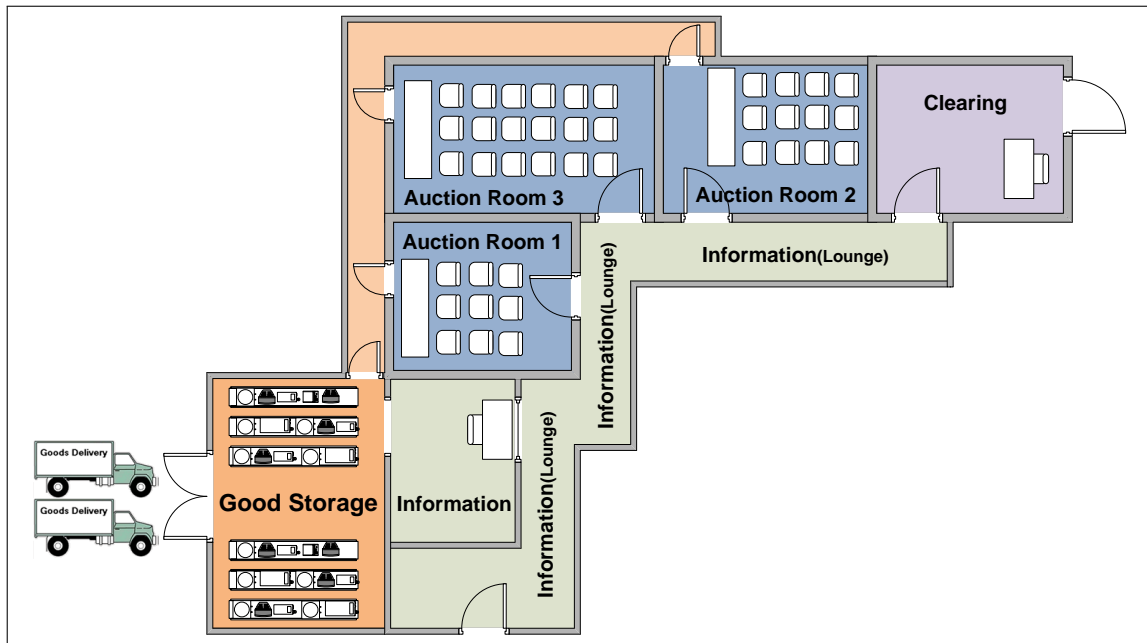 Clearing
Auction Room 3
Auction Room 2
Auction Room 1
Information(Lounge)
Information(Lounge)
Goods Delivery
Good Storage
Information
Information(Lounge)
Goods Delivery